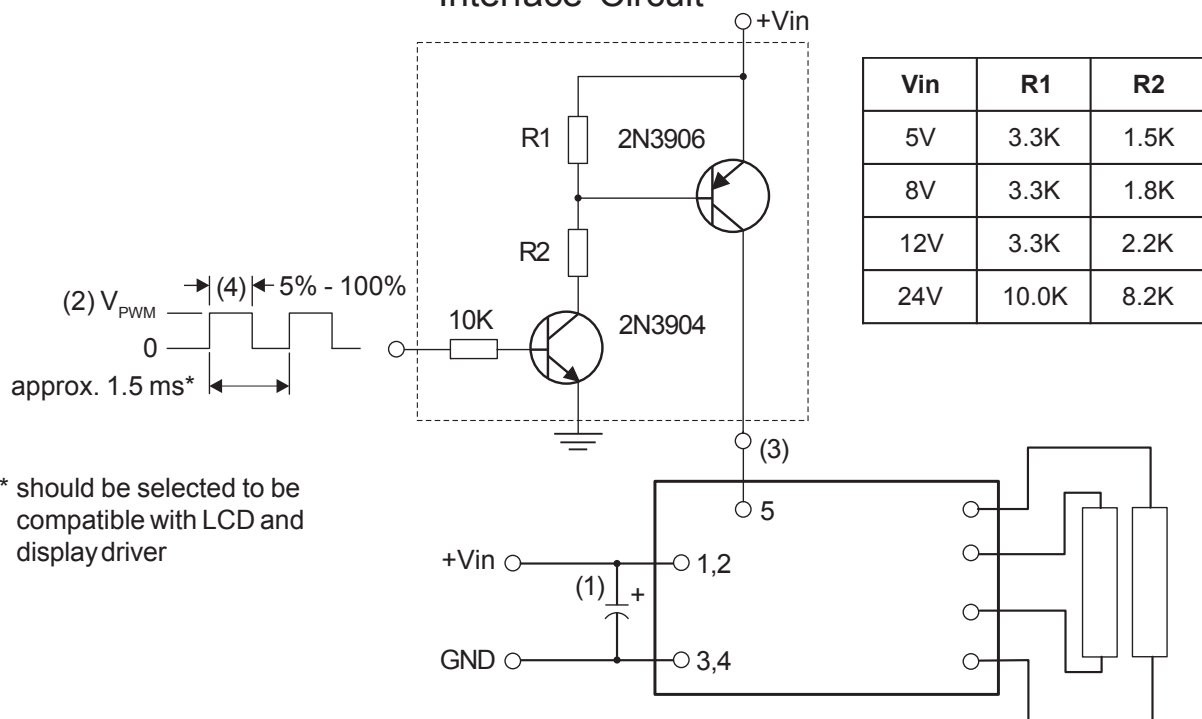 Interface Circuit
+Vin
Vin R1 R2
5V 3.3K 1.5K
8V 3.3K 1.8K
12V 3.3K 2.2K
24V 10.0K 8.2K
R1
2N3906
R2
(2) VPWM
(4)
5% - 100%
0
10K
2N3904
approx. 1.5 ms*
(3)
* should be selected to be
compatible with LCD and
display driver
5
+Vin
1,2
(1)
+
GND
3,4